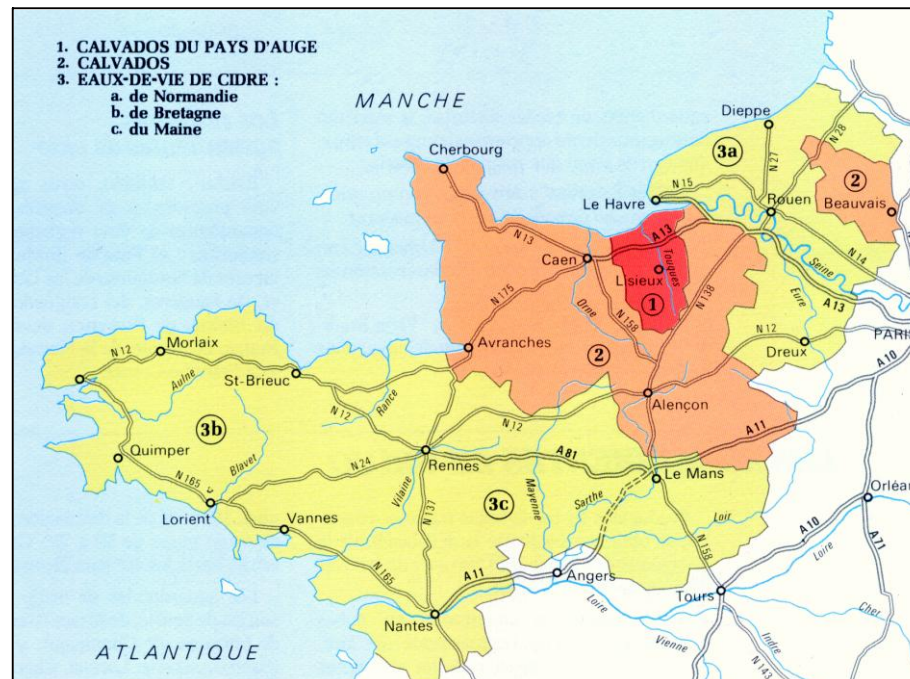 1. CALVADOS DU PAYS D'AUGE
2. CALVADOS
3. EAUX-DE-VIE DE CIDRE :
a. de Normandie
b. de Bretagne
c. du Maine
MANCHE
Dieppe
Cherbourg
3a
N 27
N 28
N 15
2
Le Havre
Rouen
Beauvais
N 13
A 13
Caen
Touques
Lisieux
N 14
Seine
N 175
Orne
N 158
1
N 138
Eure
A 13
N 12
PARI
Morlaix
Avranches
2
Dreux
N 12
St-Brieuc
A 10
Aulne
Rance
Alençon
3b
N 12
N 12
A 11
Quimper
Blavet
N 24
Rennes
A 81
Le Mans
N 165
Vilaine
Mayenne
Sarthe
Orléan
Lorient
N 137
3c
Loir
Vannes
N 158
A 10
Loire
A 71
N 165
A 11
Angers
Tours
Nantes
Loire
Cher
Indre
Vienne
N 143
ATLANTIQUE